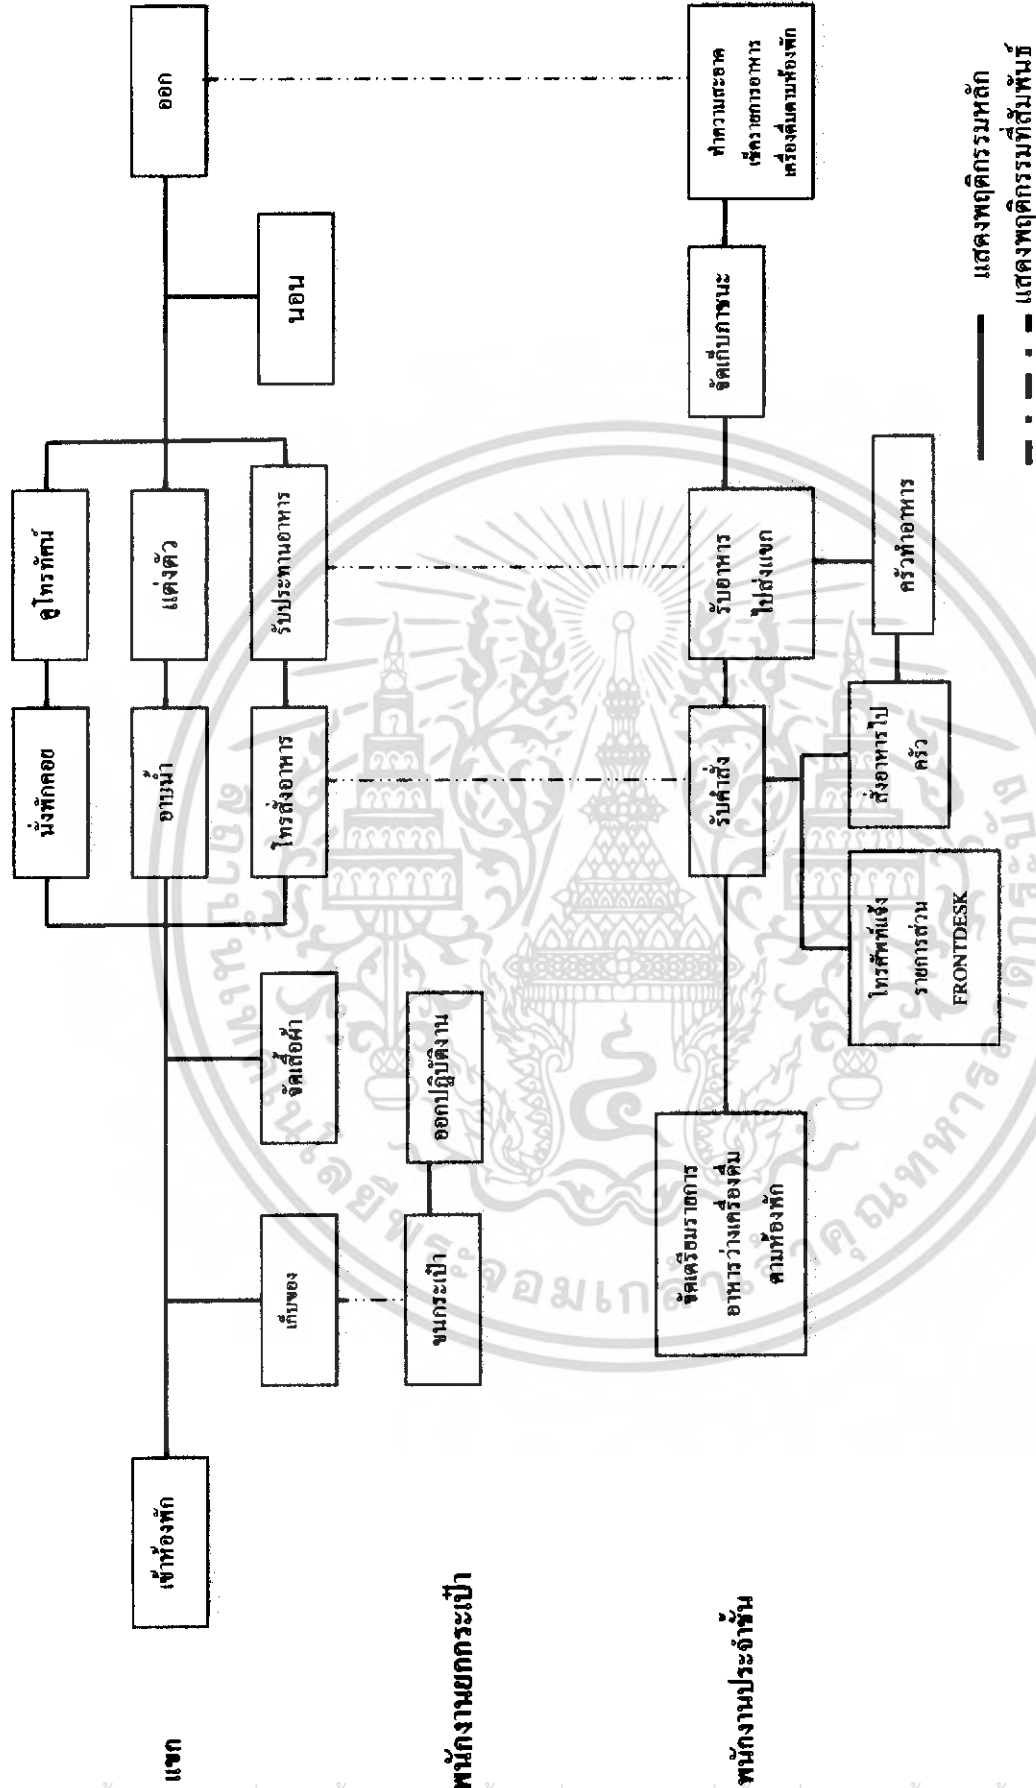 แขก
เข้าห้องพัก
เก็บของ
จัดเสื้อผ้า
นั่งพักคอย
ดูโทรทัศน์
อาบน้ำ
แต่งตัว
โทรสั่งอาหาร
รับประทานอาหาร
นอน
ออก
พนักงานยกกระเป๋า
ขนกระเป๋า
ออกปฏิบัติงาน
พนักงานประจำชั้น
จัดเตรียมรายการ
อาหารว่างเครื่องดื่ม
ตามห้องพัก
รับคำสั่ง
โทรศัพท์แจ้ง
รายการส่วน
FRONTDESK
สั่งอาหารไป
ครัว
ครัวทำอาหาร
รับอาหาร
ไปส่งแขก
จัดเก็บภาชนะ
ทำความสะอาด
เช็ครายการอาหาร
เครื่องดื่มตามห้องพัก
แสดงพฤติกรรมหลัก
แสดงพฤติกรรมที่สัมพันธ์